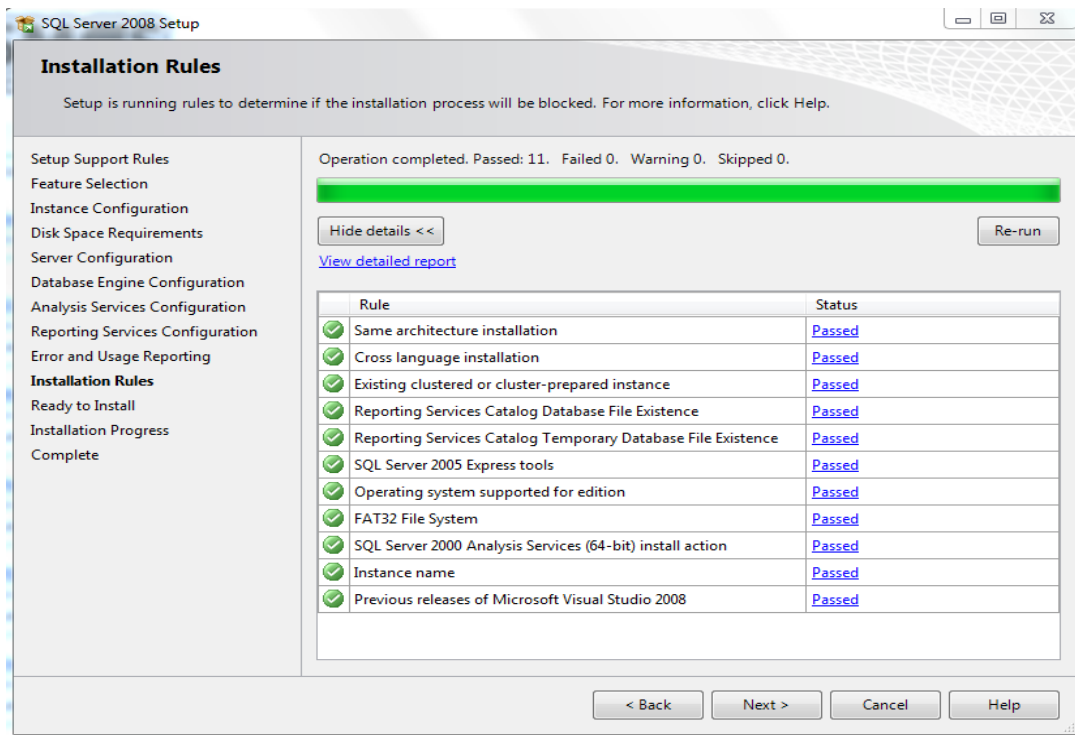 SQL Server 2008 Setup
Installation Rules
Setup is running rules to determine if the installation process will be blocked. For more information, click Help.
Setup Support Rules
Feature Selection
Instance Configuration
Disk Space Requirements
Server Configuration
Database Engine Configuration
Analysis Services Configuration
Reporting Services Configuration
Error and Usage Reporting
Installation Rules
Ready to Install
Installation Progress
Complete
Operation completed. Passed: 11.   Failed 0.   Warning 0.   Skipped 0.
Hide details <<
Re-run
View detailed report
Rule Status
Same architecture installation Passed
Cross language installation Passed
Existing clustered or cluster-prepared instance Passed
Reporting Services Catalog Database File Existence Passed
Reporting Services Catalog Temporary Database File Existence Passed
SQL Server 2005 Express tools Passed
Operating system supported for edition Passed
FAT32 File System Passed
SQL Server 2000 Analysis Services (64-bit) install action Passed
Instance name Passed
Previous releases of Microsoft Visual Studio 2008 Passed
< Back Next > Cancel Help